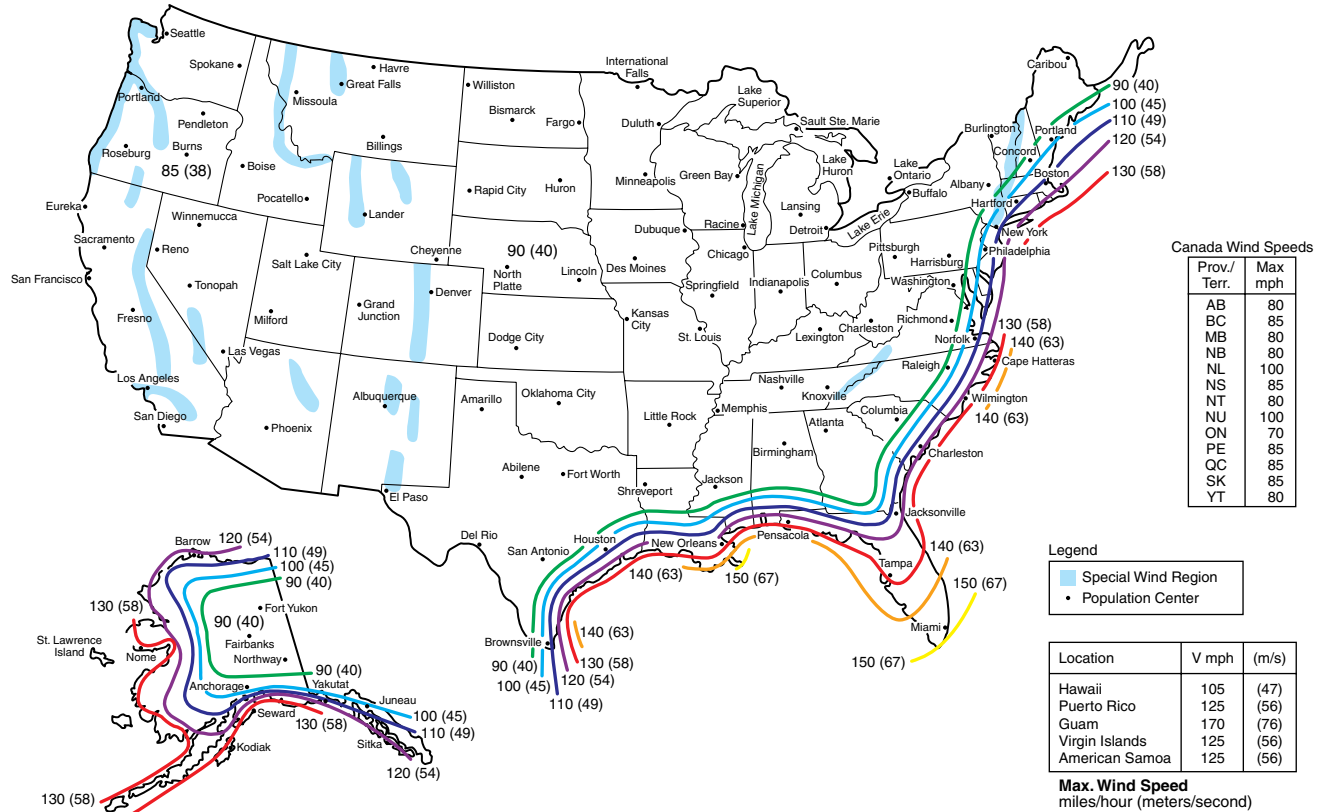 Seattle
Spokane
Portland
Pendleton
Roseburg
Burns
85 (38)
Boise
Pocatello
Eureka
Winnemucca
Sacramento
Reno
San Francisco
Salt Lake City
Tonopah
Fresno
Milford
Las Vegas
Los Angeles
San Diego
Phoenix
Havre
Great Falls
Missoula
Billings
Lander
Cheyenne
Denver
Grand
Junction
Albuquerque
El Paso
Williston
Bismarck
Fargo
Rapid City
Huron
90 (40)
North
Platte
Lincoln
Dodge City
Amarillo
Oklahoma City
Abilene
Fort Worth
Del Rio
San Antonio
Houston
Brownsville
International
Falls
Duluth
Minneapolis
Lake
Superior
Sault Ste. Marie
Green Bay
Lake Michigan
Lake
Huron
Lansing
Racine
Detroit
Dubuque
Chicago
Des Moines
Springfield
Indianapolis
Columbus
Kansas
City
St. Louis
Lexington
Charleston
Nashville
Knoxville
Memphis
Little Rock
Atlanta
Birmingham
Columbia
Jackson
Shreveport
New Orleans
Pensacola
Jacksonville
Tampa
Miami
Charleston
Wilmington
Cape Hatteras
Raleigh
Norfolk
Richmond
Washington
Harrisburg
Pittsburgh
Philadelphia
New York
Lake Erie
Lake
Ontario
Buffalo
Albany
Hartford
Boston
Concord
Portland
Burlington
Caribou
90 (40)
100 (45)
110 (49)
120 (54)
130 (58)
130 (58)
140 (63)
140 (63)
140 (63)
150 (67)
150 (67)
140 (63)
150 (67)
140 (63)
130 (58)
120 (54)
110 (49)
100 (45)
90 (40)
Barrow
120 (54)
110 (49)
100 (45)
90 (40)
130 (58)
Fort Yukon
90 (40)
Fairbanks
Northway
St. Lawrence
Island
Nome
90 (40)
Anchorage
Yakutat
Juneau
Seward
130 (58)
100 (45)
110 (49)
Kodiak
Sitka
120 (54)
130 (58)
Canada Wind Speeds
Prov./ Max
Terr. mph
AB 80
BC 85
MB 80
NB 80
NL 100
NS 85
NT 80
NU 100
ON 70
PE 85
QC 85
SK 85
YT 80
Legend
Special Wind Region
Population Center
Location V mph (m/s)
Hawaii 105 (47)
Puerto Rico 125 (56)
Guam 170 (76)
Virgin Islands 125 (56)
American Samoa 125 (56)
Max. Wind Speed
miles/hour (meters/second)